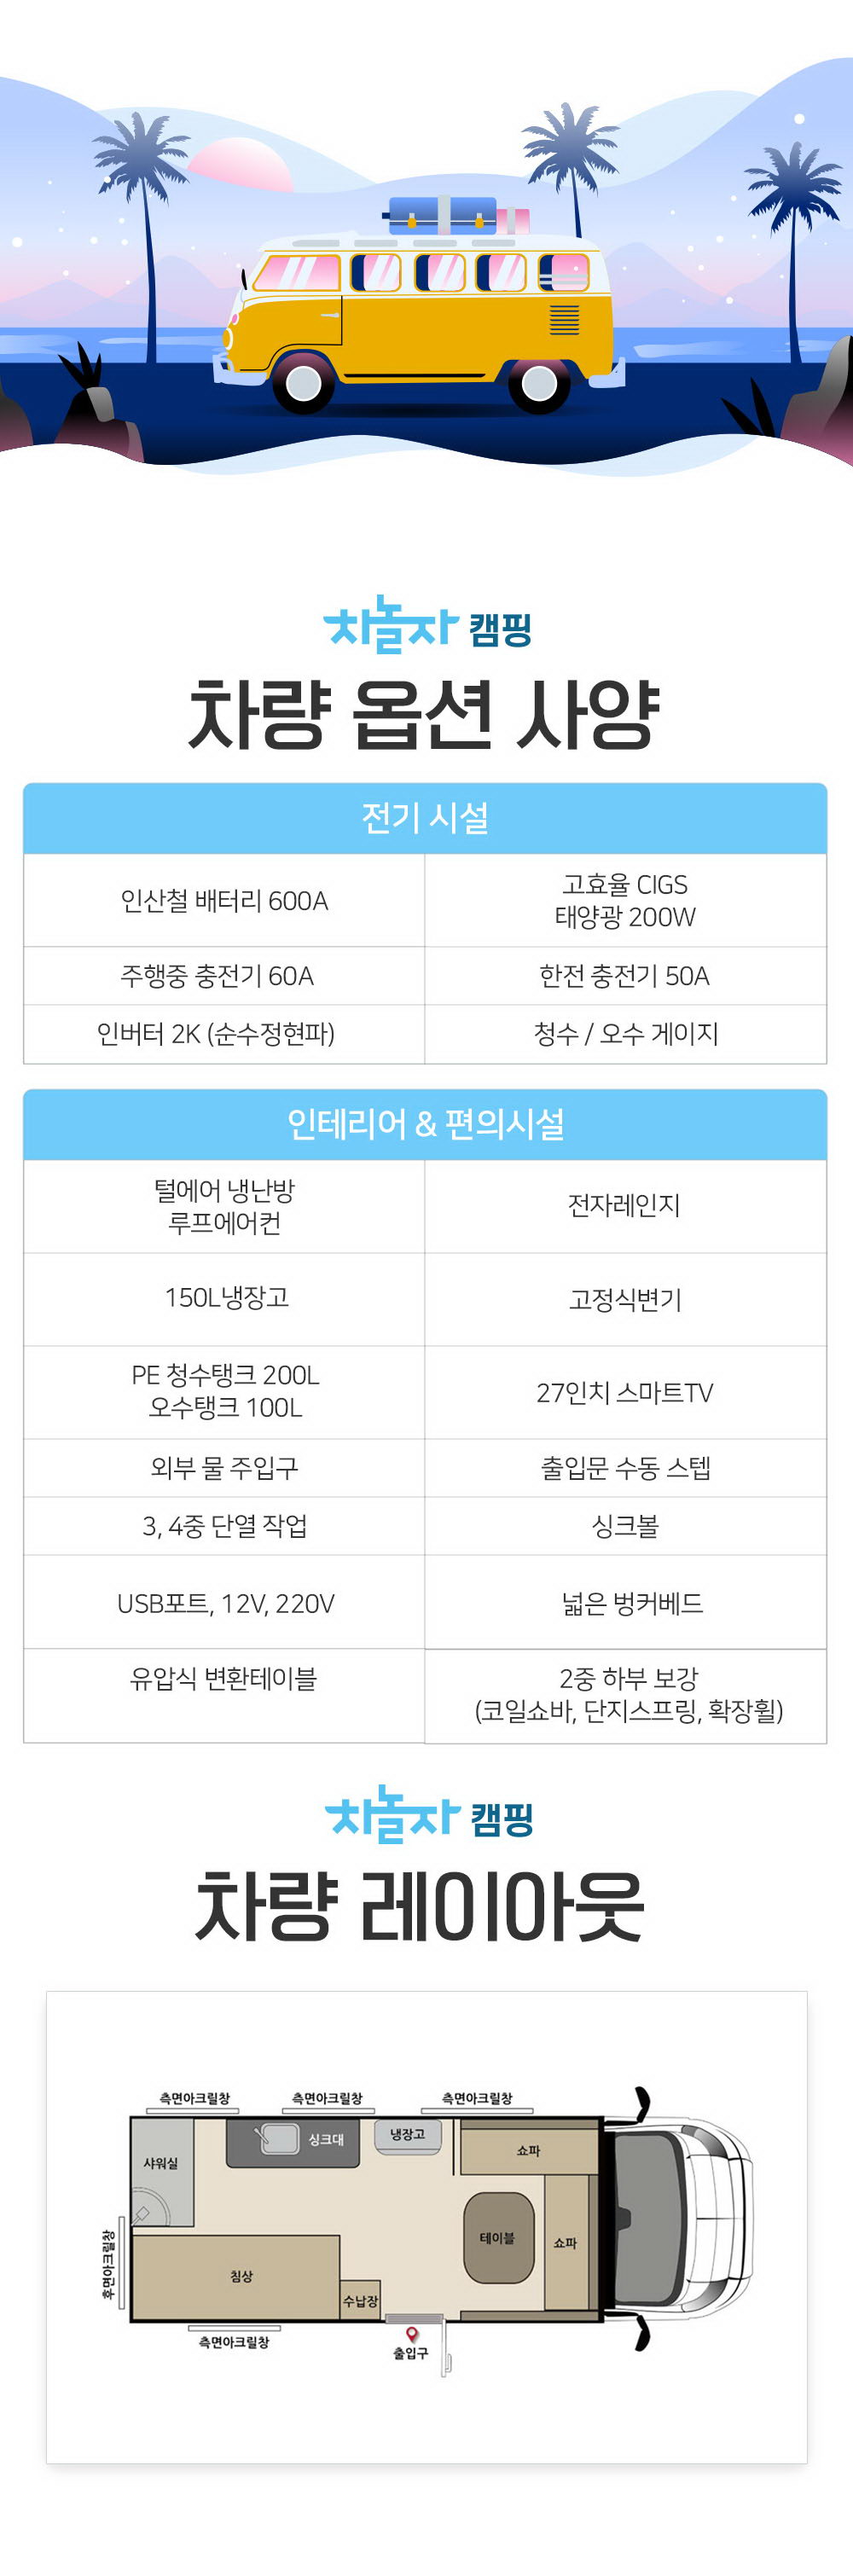 차놀자 캠핑
차량 옵션 사양
전기 시설
인산철 배터리 600A
고효율 CIGS
태양광 200W
주행중 충전기 60A
한전 충전기 50A
인버터 2K (순수정현파)
청수 / 오수 게이지
인테리어 & 편의시설
털에어 냉난방
루프에어컨
전자레인지
150L냉장고
고정식변기
PE 청수탱크 200L
오수탱크 100L
27인치 스마트TV
외부 물 주입구
출입문 수동 스텝
3, 4중 단열 작업
싱크볼
USB포트, 12V, 220V
넓은 벙커베드
유압식 변환테이블
2중 하부 보강
(코일쇼바, 단지스프링, 확장휠)
차놀자 캠핑
차량 레이아웃
측면아크릴창
측면아크릴창
측면아크릴창
싱크대
냉장고
쇼파
샤워실
테이블
쇼파
후면아크릴창
침상
수납장
측면아크릴창
출입구